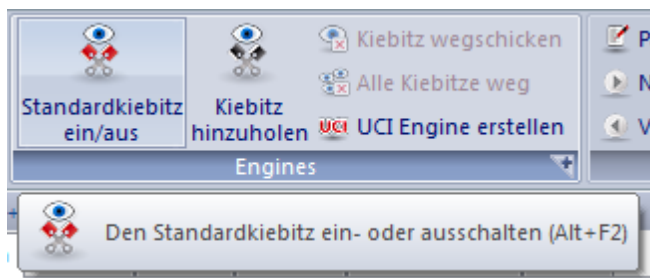 Standardkiebitz
ein/aus
Kiebitz
hinzuholen
Kiebitz wegschicken
Alle Kiebitze weg
UCI UCI Engine erstellen
P
N
V
Engines
Den Standardkiebitz ein- oder ausschalten (Alt+F2)